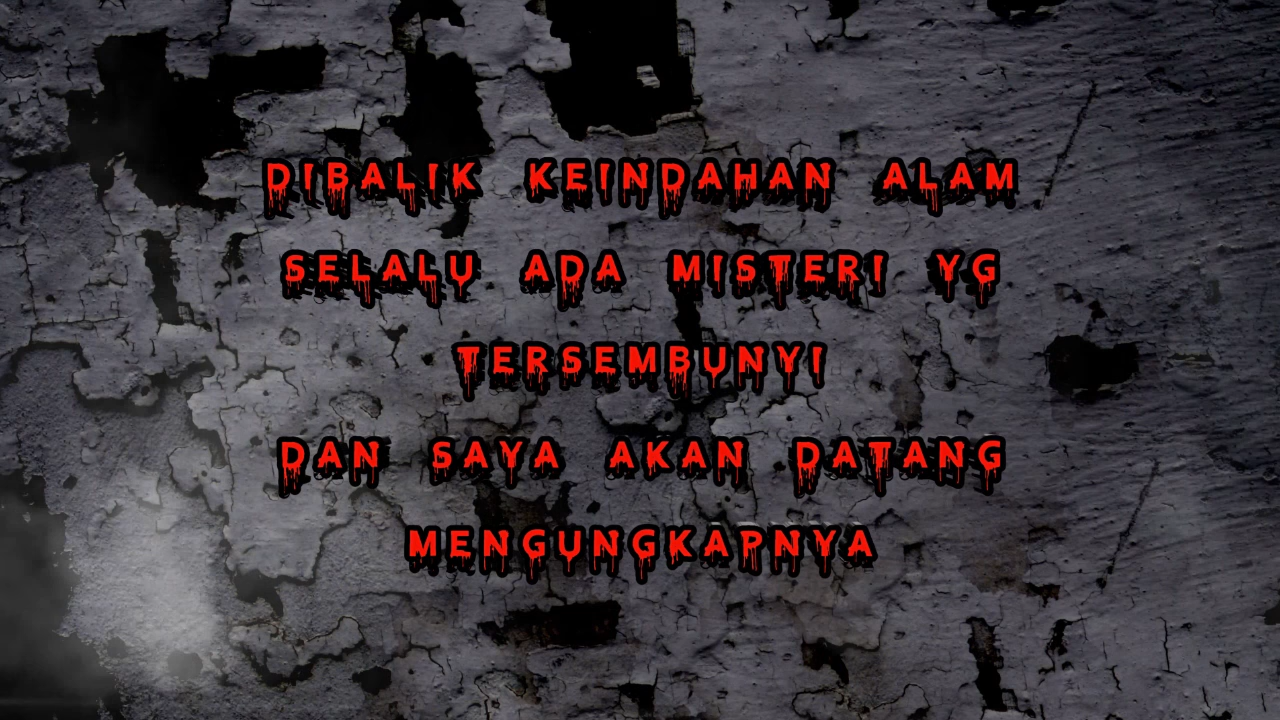 DIBALIK KEINDAHAN ALAM
SELALU ADA MISTERI YG
TERSEMBUNYI
DAN SAYA AKAN DATANG
MENGUNGKAPNYA